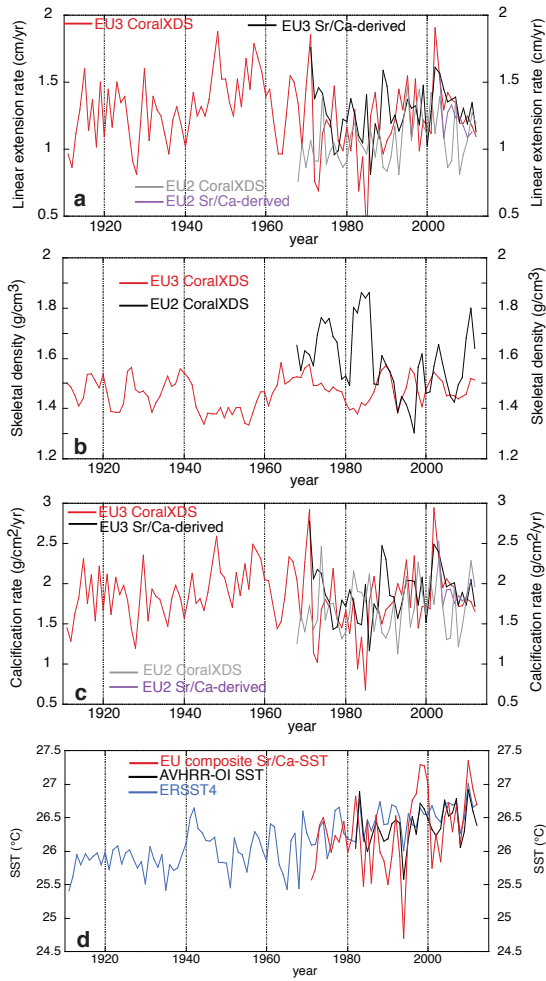 2
EU3 CoralXDS
EU3 Sr/Ca-derived
2
Linear extension rate (cm/yr)
1.5
1.5
Linear extension rate (cm/yr)
1
1
EU2 CoralXDS
EU2 Sr/Ca-derived
a
0.5
0.5
1920 1940 1960 1980 2000
year year
2
2
EU3 CoralXDS
EU2 CoralXDS
Skeletal density (g/cm3)
1.8
1.8
Skeletal density (g/cm3)
1.6
1.6
1.4
1.4
b
1.2
1.2
1920 1940 1960 1980 2000
year year
3
EU3 CoralXDS
3
EU3 Sr/Ca-derived
Calcification rate (g/cm2/yr)
2.5
2.5
Calcification rate (g/cm2/yr)
2
2
1.5
1.5
1
1
EU2 CoralXDS
EU2 Sr/Ca-derived
c
0.5
0.5
1920 1940 1960 1980 2000
year year
27.5
EU composite Sr/Ca-SST
27.5
AVHRR-OI SST
27
27
ERSST4
26.5
26.5
SST (°C)
26
26
SST (°C)
25.5
25.5
25
25
d
24.5
24.5
1920 1940 1960 1980 2000
year year